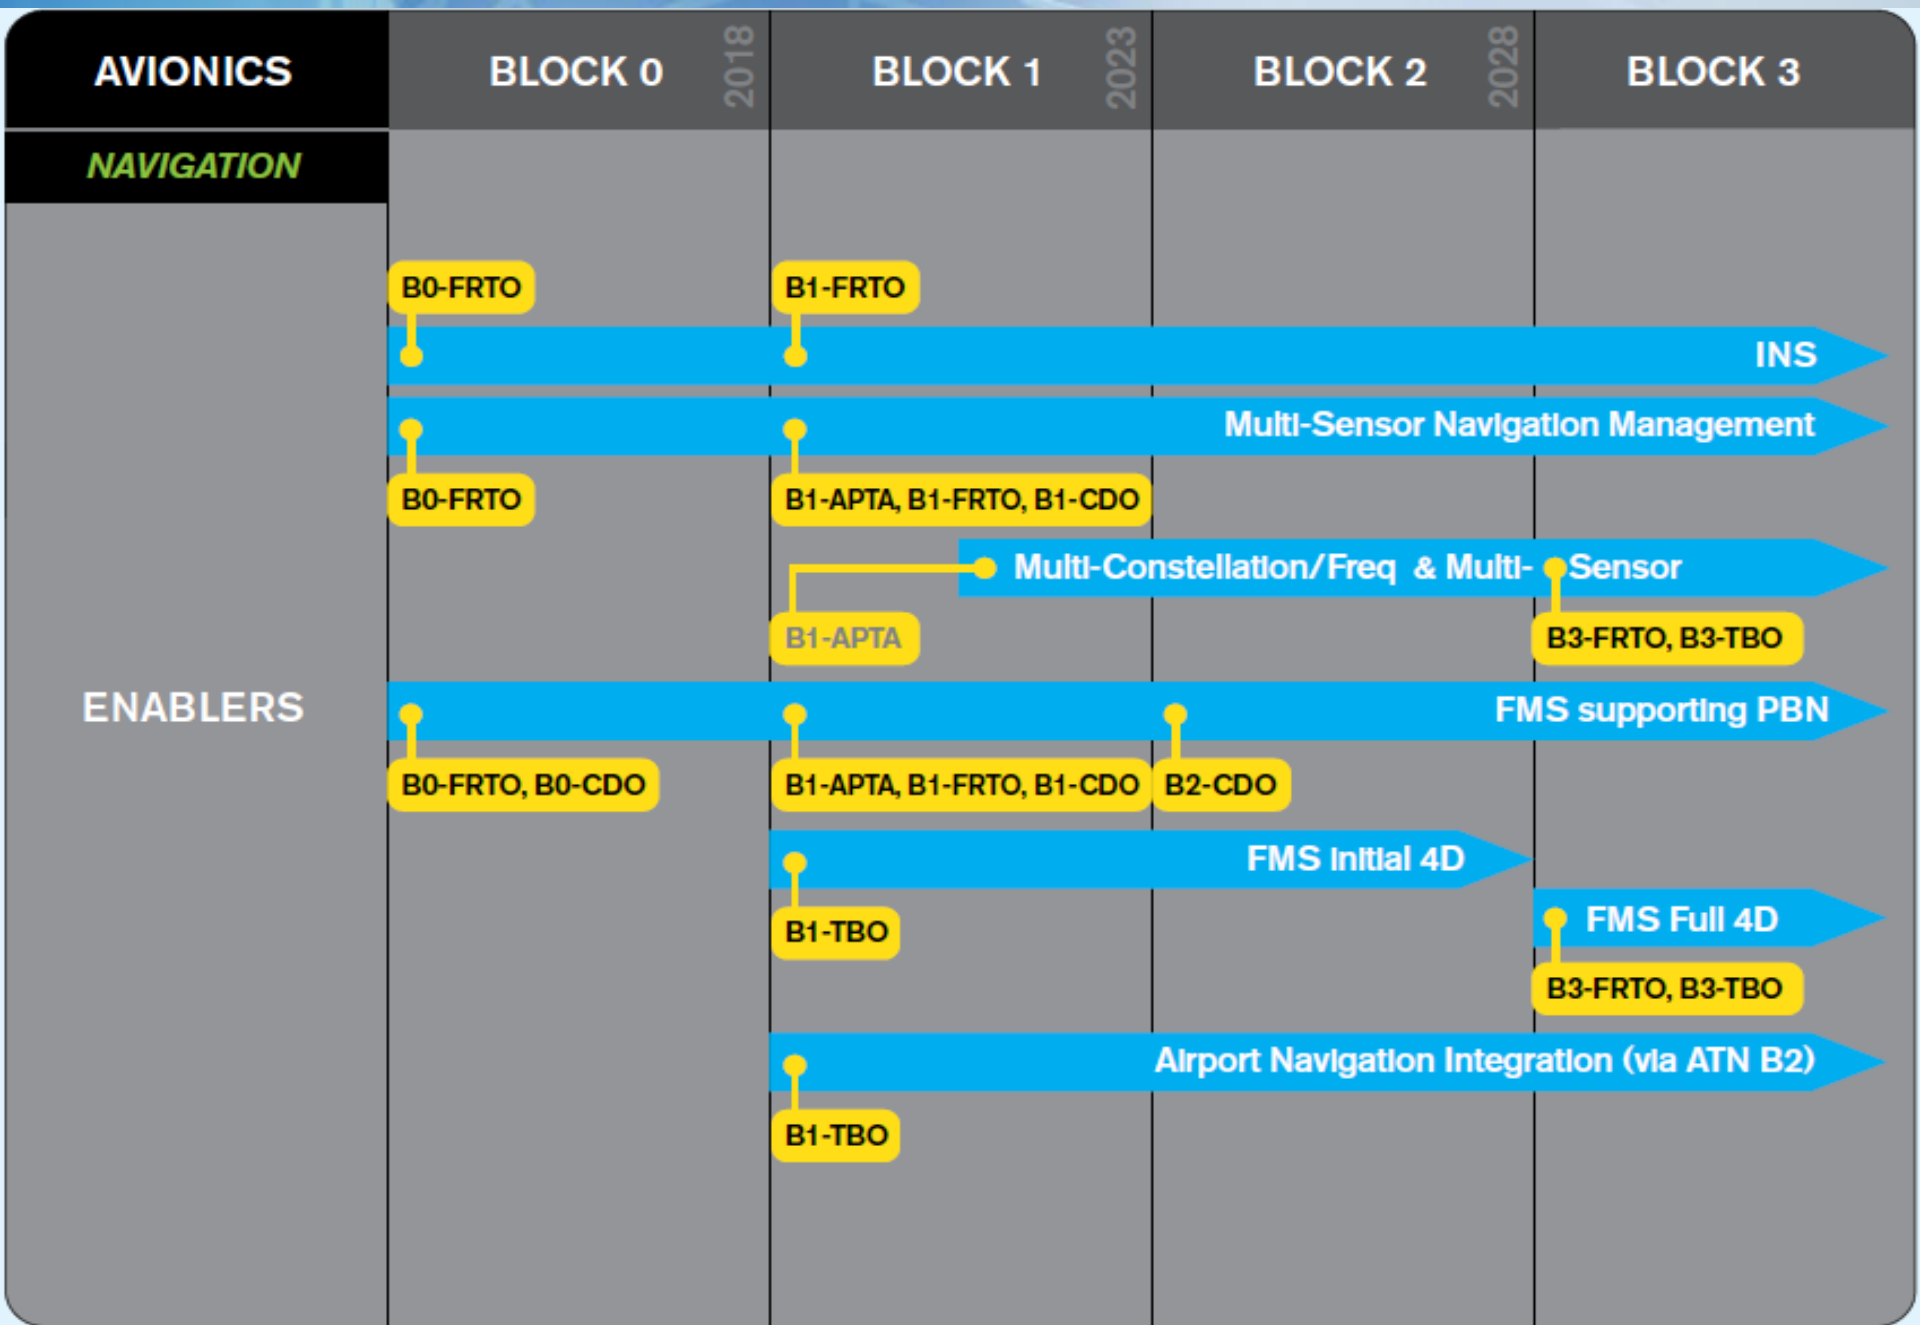 AVIONICS
BLOCK 0
2018
BLOCK 1
2023
BLOCK 2
2028
BLOCK 3
NAVIGATION
ENABLERS
B0-FRTO
B1-FRTO
INS
Multi-Sensor Navigation Management
B0-FRTO
B1-APTA, B1-FRTO, B1-CDO
Multi-Constellation/Freq & Multi- Sensor
B1-APTA
B3-FRTO, B3-TBO
FMS supporting PBN
B0-FRTO, B0-CDO
B1-APTA, B1-FRTO, B1-CDO
B2-CDO
FMS initial 4D
B1-TBO
FMS Full 4D
B3-FRTO, B3-TBO
Airport Navigation Integration (via ATN B2)
B1-TBO